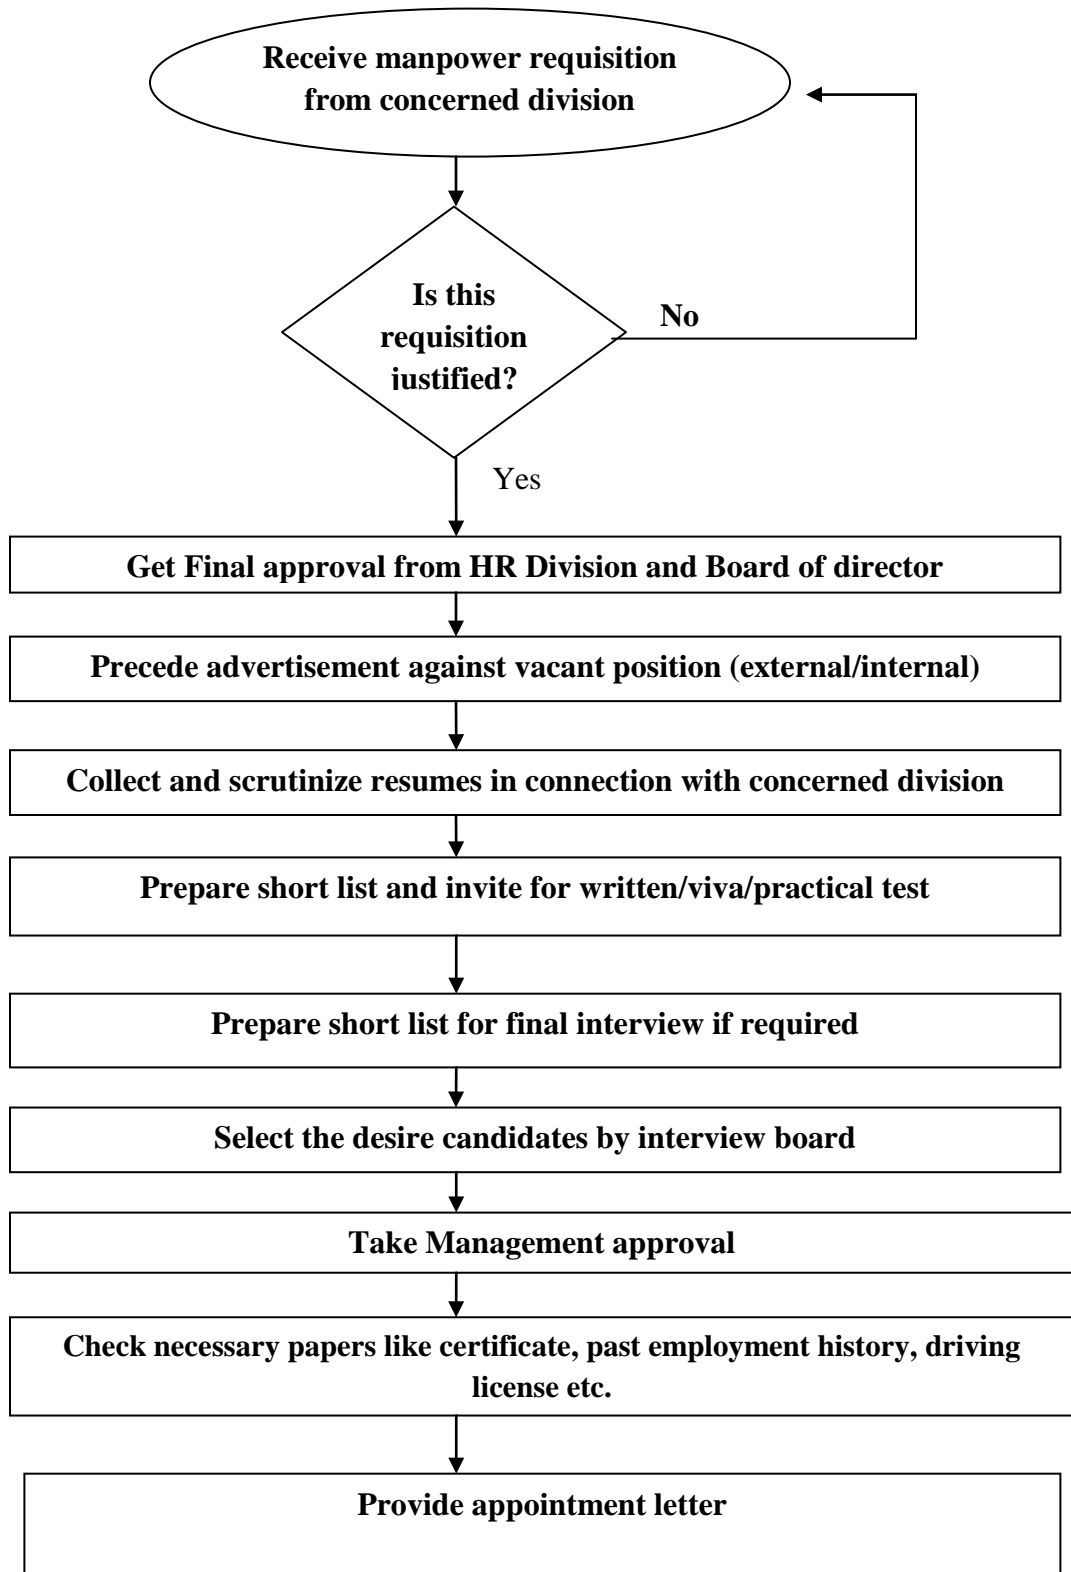 Receive manpower requisition
from concerned division
Is this
requisition
justified?
No
Yes
Get Final approval from HR Division and Board of director
Precede advertisement against vacant position (external/internal)
Collect and scrutinize resumes in connection with concerned division
Prepare short list and invite for written/viva/practical test
Prepare short list for final interview if required
Select the desire candidates by interview board
Take Management approval
Check necessary papers like certificate, past employment history, driving
license etc.
Provide appointment letter